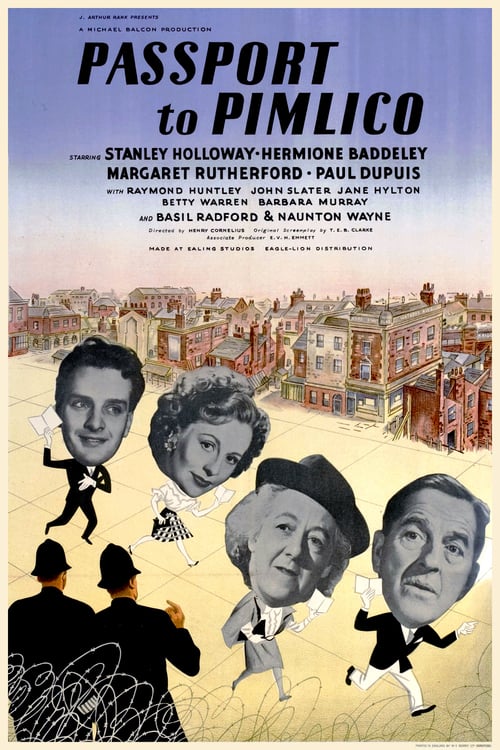 J. ARTHUR RANK PRESENTS
A MICHAEL BALCON PRODUCTION
PASSPORT
to PIMLICO
STARRING STANLEY HOLLOWAY · HERMIONE BADDELEY
MARGARET RUTHERFORD · PAUL DUPUIS
WITH RAYMOND HUNTLEY JOHN SLATER JANE HYLTON
BETTY WARREN BARBARA MURRAY
AND BASIL RADFORD & NAUNTON WAYNE
Directed by HENRY CORNELIUS Original Screenplay by T. E. B. CLARKE
Associate Producer E. V. H. EMMETT
MADE AT EALING STUDIOS EAGLE-LION DISTRIBUTION